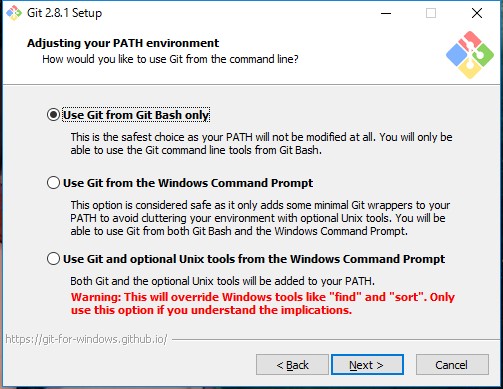 Git 2.8.1 Setup
Adjusting your PATH environment
How would you like to use Git from the command line?
Use Git from Git Bash only
This is the safest choice as your PATH will not be modified at all. You will only be
able to use the Git command line tools from Git Bash.
Use Git from the Windows Command Prompt
This option is considered safe as it only adds some minimal Git wrappers to your
PATH to avoid cluttering your environment with optional Unix tools. You will be
able to use Git from both Git Bash and the Windows Command Prompt.
Use Git and optional Unix tools from the Windows Command Prompt
Both Git and the optional Unix tools will be added to your PATH.
Warning: This will override Windows tools like "find" and "sort". Only
use this option if you understand the implications.
https://git-for-windows.github.io/
< Back
Next >
Cancel